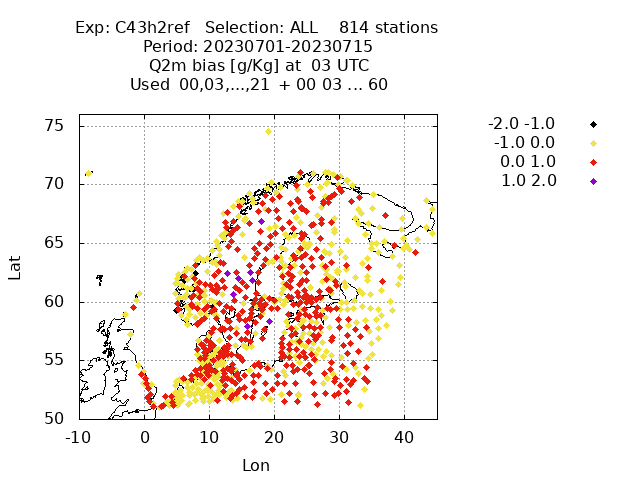 Exp: C43h2ref   Selection: ALL    814 stations
Period: 20230701-20230715
Q2m bias [g/Kg] at  03 UTC
Used  00,03,...,21  + 00 03 ... 60
-2.0 -1.0
-1.0  0.0
0.0  1.0
1.0  2.0
75
70
65
60
55
50
Lat
-10 0 10 20 30 40
Lon